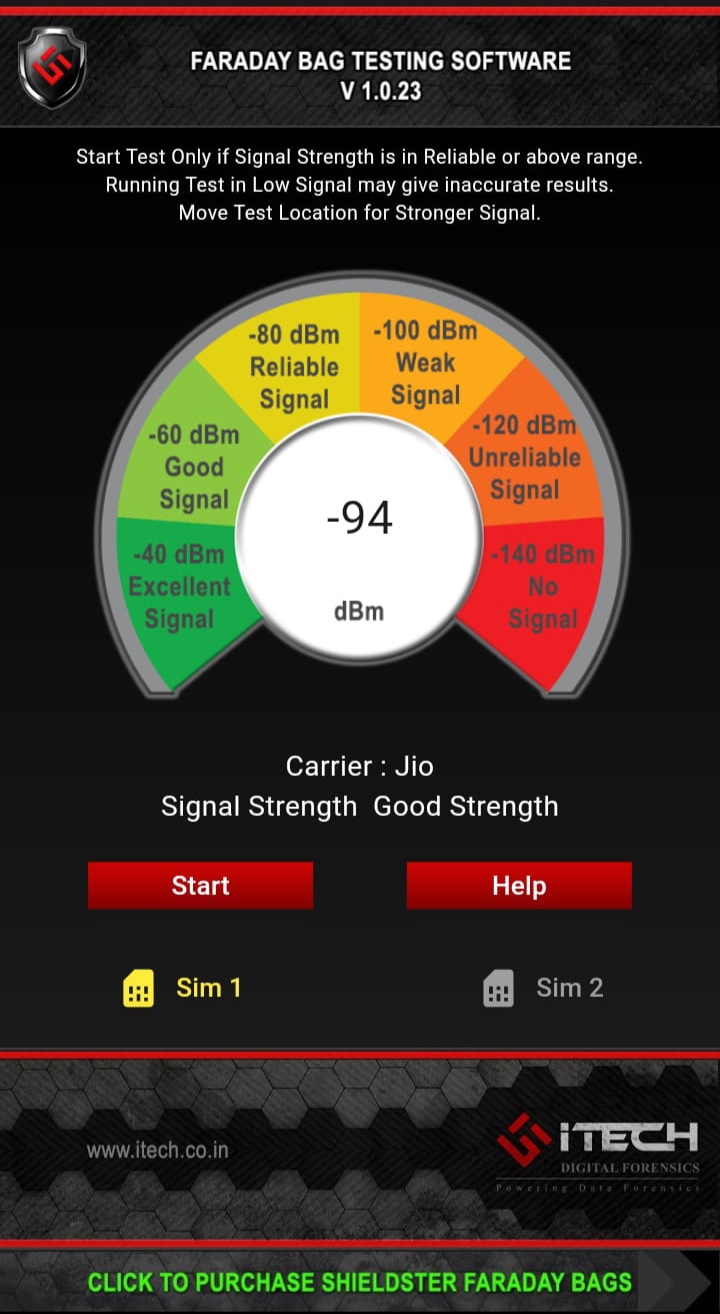 FARADAY BAG TESTING SOFTWARE
V 1.0.23
Start Test Only if Signal Strength is in Reliable or above range.
Running Test in Low Signal may give inaccurate results.
Move Test Location for Stronger Signal.
-40 dBm
Excellent
Signal
-60 dBm
Good
Signal
-80 dBm
Reliable
Signal
-100 dBm
Weak
Signal
-120 dBm
Unreliable
Signal
-140 dBm
No
Signal
-94
dBm
Carrier : Jio
Signal Strength  Good Strength
Start
Help
Sim 1
Sim 2
www.itech.co.in
iTECH
DIGITAL FORENSICS
Powering Data Forensics
CLICK TO PURCHASE SHIELDSTER FARADAY BAGS